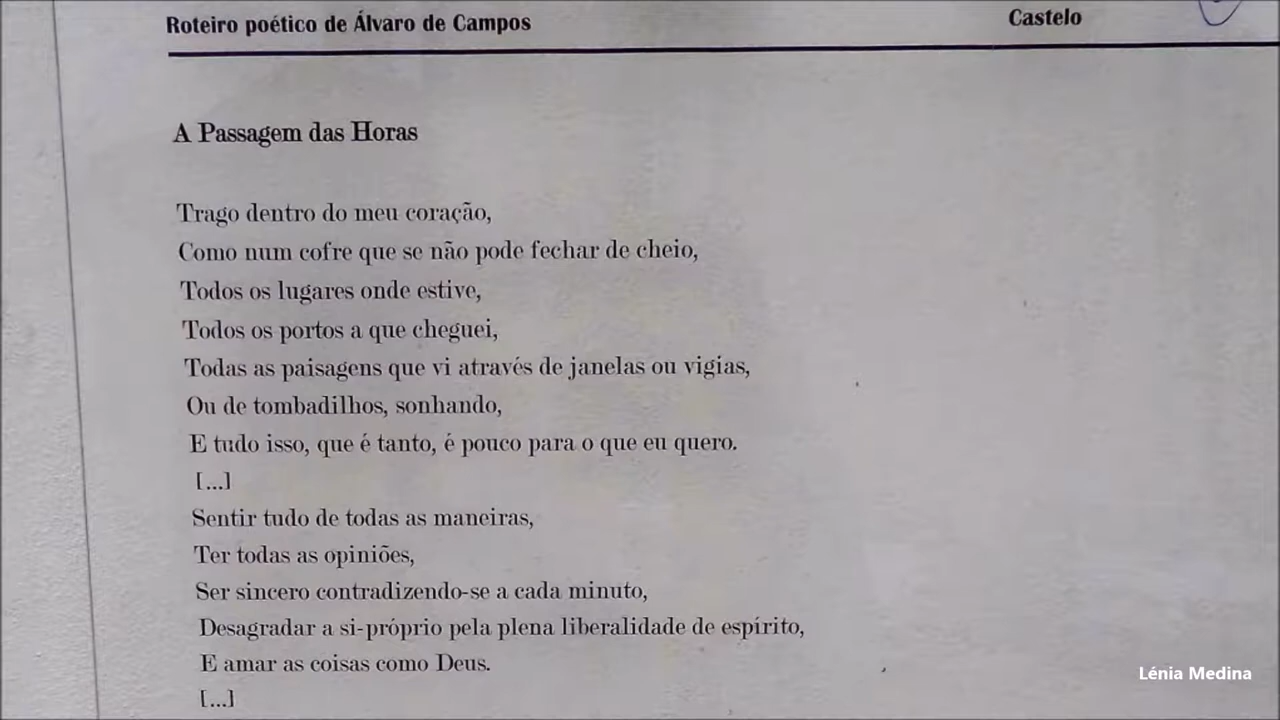 Roteiro poético de Álvaro de Campos
Castelo
A Passagem das Horas
Trago dentro do meu coração,
Como num cofre que se não pode fechar de cheio,
Todos os lugares onde estive,
Todos os portos a que cheguei,
Todas as paisagens que vi através de janelas ou vigias,
Ou de tombadilhos, sonhando,
E tudo isso, que é tanto, é pouco para o que eu quero.
[...]
Sentir tudo de todas as maneiras,
Ter todas as opiniões,
Ser sincero contradizendo-se a cada minuto,
Desagradar a si-próprio pela plena liberalidade de espírito,
E amar as coisas como Deus.
[...]
Lénia Medina